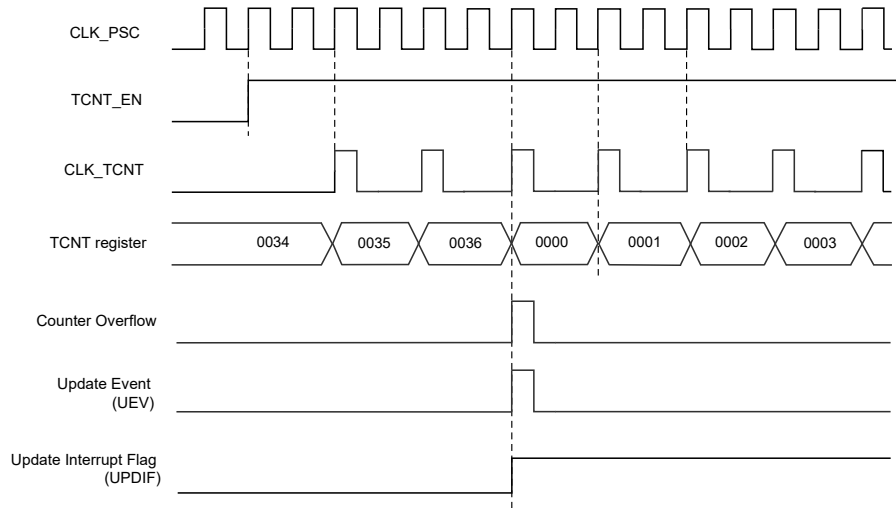 CLK_PSC
TCNT_EN
CLK_TCNT
TCNT register
0034
0035
0036
0000
0001
0002
0003
Counter Overflow
Update Event
(UEV)
Update Interrupt Flag
(UPDIF)